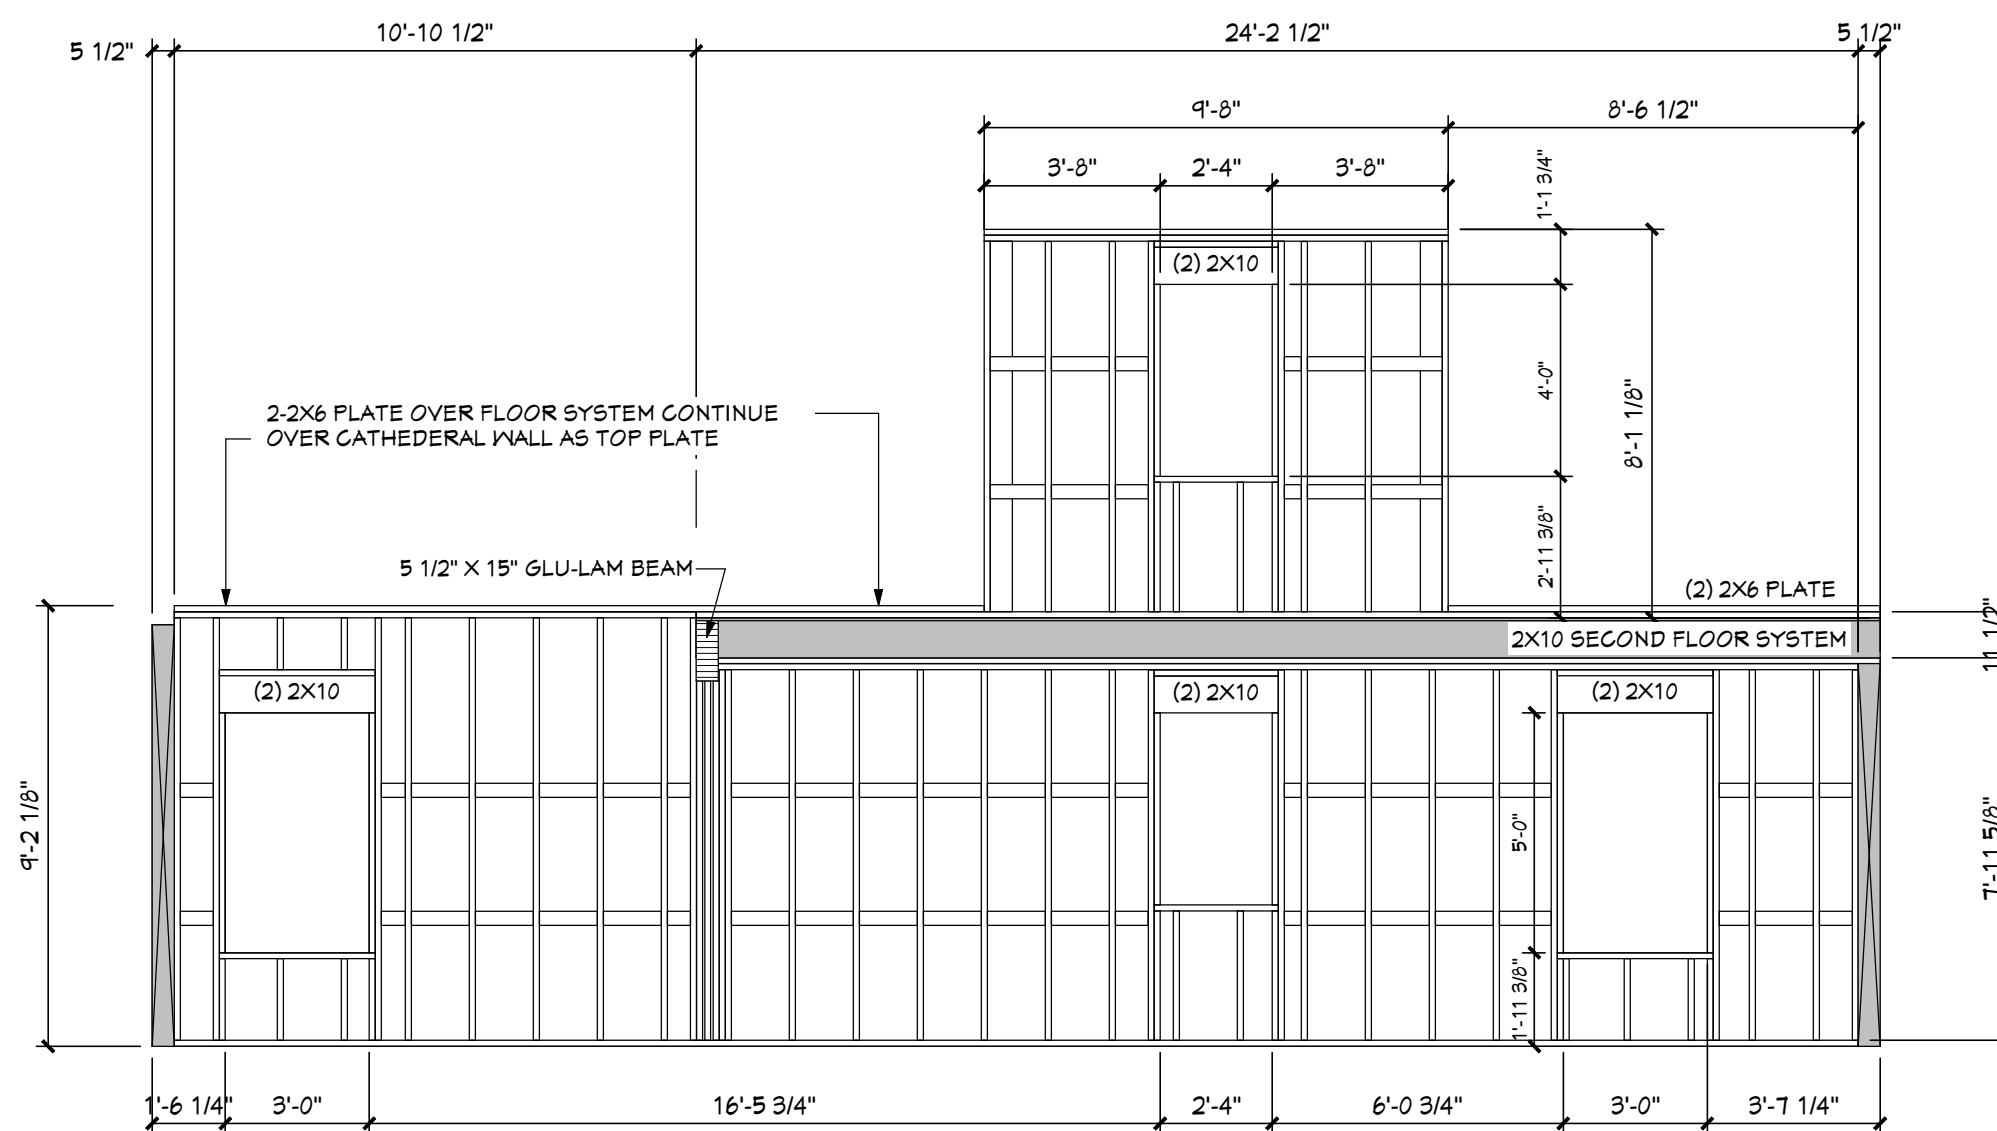 10'-10 1/2"
24'-2 1/2"
5 1/2"
5 1/2"
9'-8"
8'-6 1/2"
3'-8"
2'-4"
3'-8"
1'-1 3/4"
(2) 2X10
4'-0"
8'-1 1/8"
2-2X6 PLATE OVER FLOOR SYSTEM CONTINUE
OVER CATHEDERAL WALL AS TOP PLATE
2'-11 3/8"
5 1/2" X 15" GLU-LAM BEAM
(2) 2X6 PLATE
11 1/2"
2X10 SECOND FLOOR SYSTEM
(2) 2X10
(2) 2X10
(2) 2X10
9'-2 1/8"
5'-0"
7'-11 5/8"
1'-11 3/8"
1'-6 1/4"
3'-0"
16'-5 3/4"
2'-4"
6'-0 3/4"
3'-0"
3'-7 1/4"